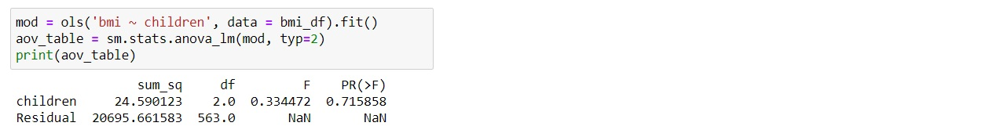 mod = ols('bmi ~ children', data = bmi_df).fit()
aov_table = sm.stats.anova_lm(mod, typ=2)
print(aov_table)
sum_sq df F PR(>F)
children 24.590123 2.0 0.334472 0.715858
Residual 20695.661583 563.0 NaN NaN